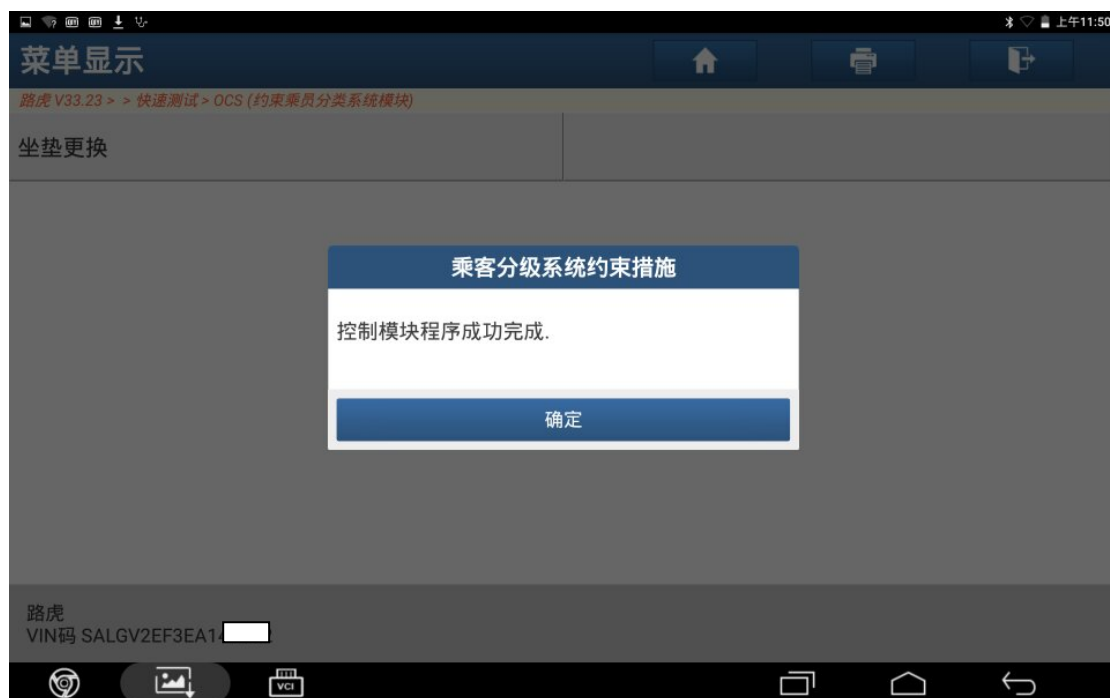 上午11:50
菜单显示
路虎 V33.23 > > 快速测试 > OCS (约束乘员分类系统模块)
坐垫更换
乘客分级系统约束措施
控制模块程序成功完成.
确定
路虎
VIN码 SALGV2EF3EA1
VCI